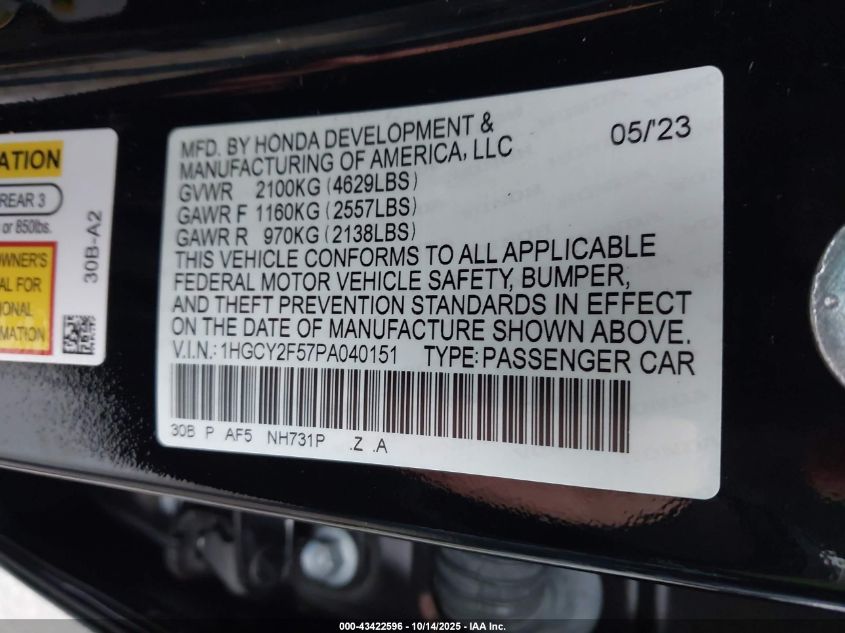 ATION
REAR 3
or 850lbs.
OWNER'S
AL FOR
ONAL
MATION
30B-A2
MFD. BY HONDA DEVELOPMENT &
MANUFACTURING OF AMERICA, LLC
05/'23
GVWR 2100KG (4629LBS)
GAWR F 1160KG (2557LBS)
GAWR R 970KG (2138LBS)
THIS VEHICLE CONFORMS TO ALL APPLICABLE
FEDERAL MOTOR VEHICLE SAFETY, BUMPER,
AND THEFT PREVENTION STANDARDS IN EFFECT
ON THE DATE OF MANUFACTURE SHOWN ABOVE.
V.I.N.: 1HGCY2F57PA040151 TYPE: PASSENGER CAR
30B P AF5 NH731P .Z .A
000-43422596 | 10/14/2025 | IAA Inc.